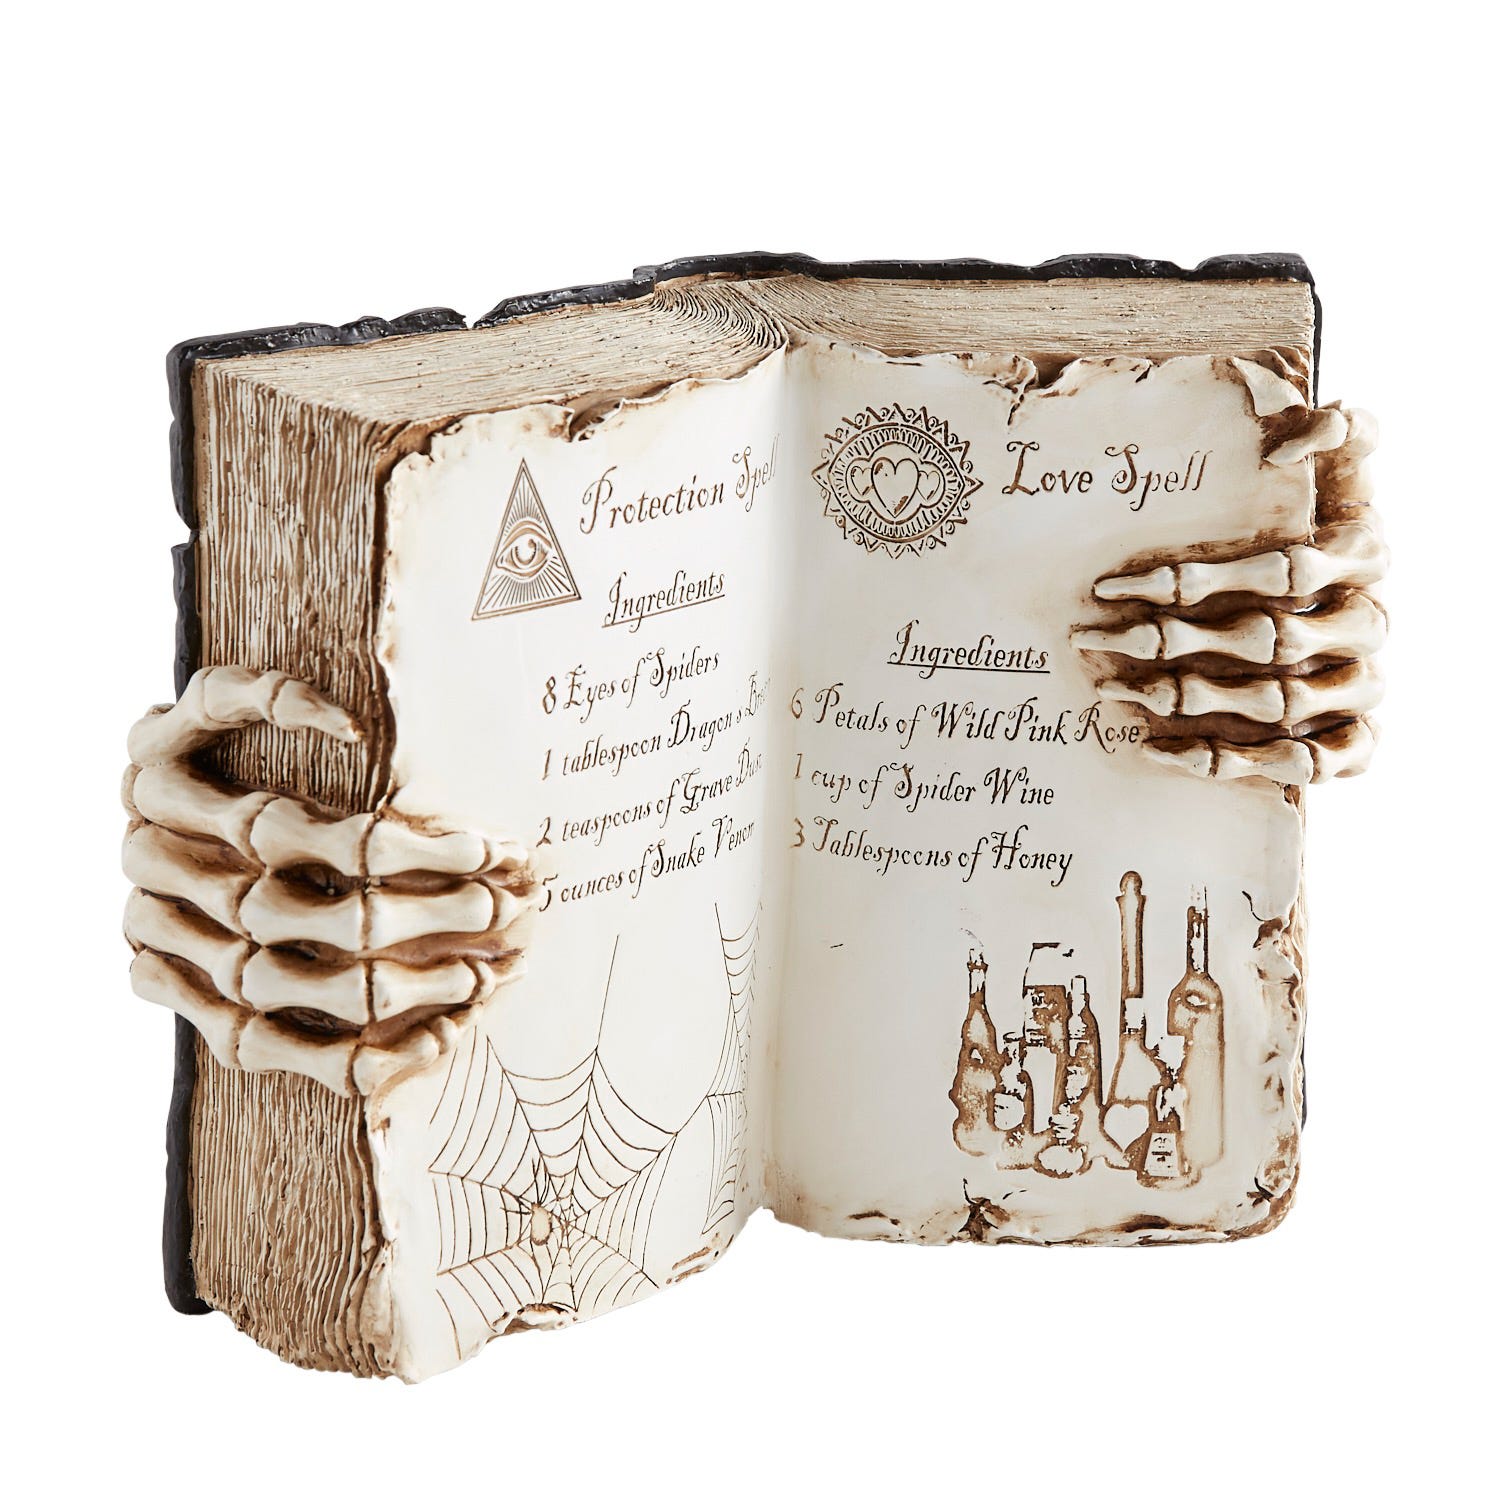 Protection Spell
Ingredients
8 Eyes of Spiders
1 tablespoon Dragon's
2 teaspoons of Grave Dust
5 ounces of Snake Venom
Love Spell
Ingredients
6 Petals of Wild Pink Rose
1 cup of Spider Wine
3 Tablespoons of Honey